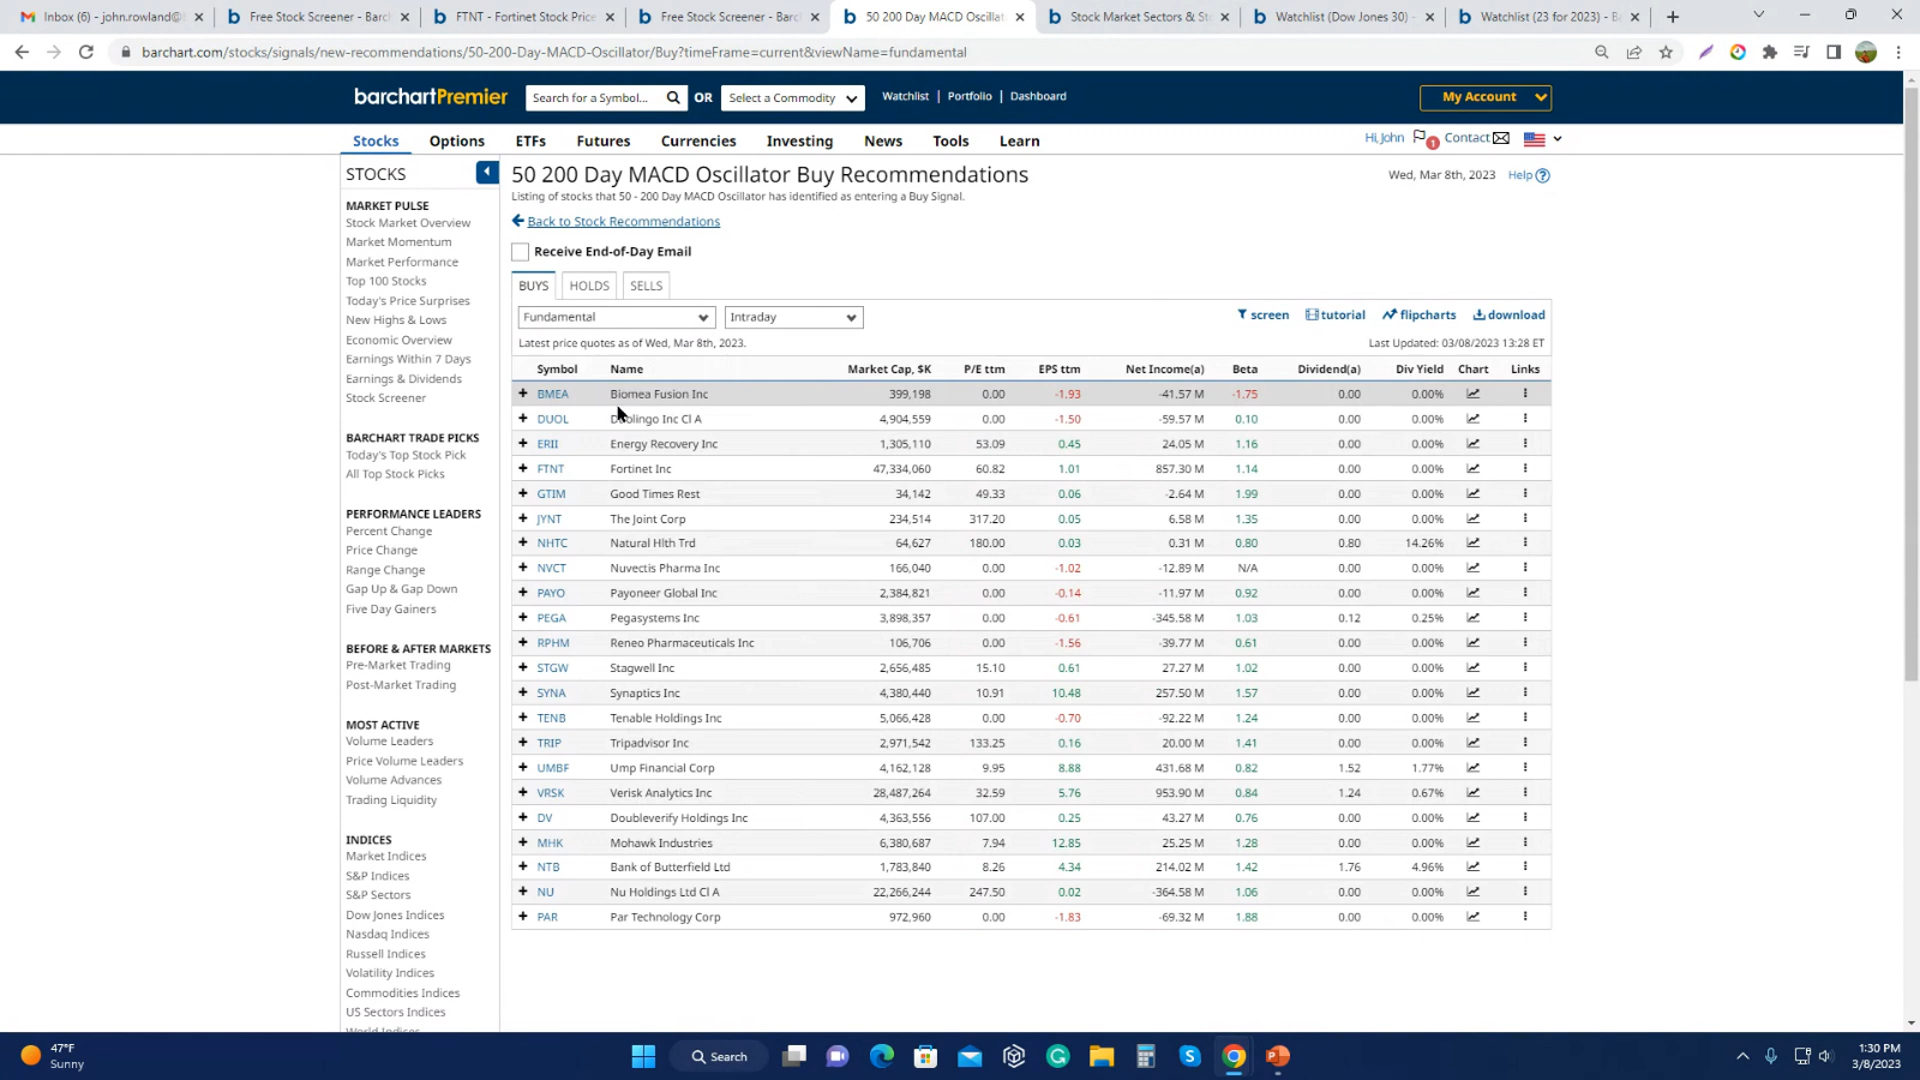 Inbox (6) - john.rowland@
Free Stock Screener - Barch
FTNT - Fortinet Stock Price
Free Stock Screener - Barc
50 200 Day MACD Oscillat
Stock Market Sectors & St
Watchlist (Dow Jones 30) -
Watchlist (23 for 2023) - B
barchart.com/stocks/signals/new-recommendations/50-200-Day-MACD-Oscillator/Buy?timeFrame=current&viewName=fundamental
barchartPremier
Search for a Symbol...
OR
Select a Commodity
Watchlist | Portfolio | Dashboard
My Account
Stocks Options ETFs Futures Currencies Investing News Tools Learn
Hi, John 1 Contact
STOCKS
MARKET PULSE
Stock Market Overview
Market Momentum
Market Performance
Top 100 Stocks
Today's Price Surprises
New Highs & Lows
Economic Overview
Earnings Within 7 Days
Earnings & Dividends
Stock Screener
BARCHART TRADE PICKS
Today's Top Stock Pick
All Top Stock Picks
PERFORMANCE LEADERS
Percent Change
Price Change
Range Change
Gap Up & Gap Down
Five Day Gainers
BEFORE & AFTER MARKETS
Pre-Market Trading
Post-Market Trading
MOST ACTIVE
Volume Leaders
Price Volume Leaders
Volume Advances
Trading Liquidity
INDICES
Market Indices
S&P Indices
S&P Sectors
Dow Jones Indices
Nasdaq Indices
Russell Indices
Volatility Indices
Commodities Indices
US Sectors Indices
World Indices
50 200 Day MACD Oscillator Buy Recommendations
Wed, Mar 8th, 2023 Help ?
Listing of stocks that 50 - 200 Day MACD Oscillator has identified as entering a Buy Signal.
Back to Stock Recommendations
Receive End-of-Day Email
BUYS HOLDS SELLS
Fundamental Intraday
screen tutorial flipcharts download
Latest price quotes as of Wed, Mar 8th, 2023.
Last Updated: 03/08/2023 13:28 ET
Symbol Name Market Cap, $K P/E ttm EPS ttm Net Income(a) Beta Dividend(a) Div Yield Chart Links
BMEA Biomea Fusion Inc 399,198 0.00 -1.93 -41.57 M -1.75 0.00 0.00%
DUOL Duolingo Inc Cl A 4,904,559 0.00 -1.50 -59.57 M 0.10 0.00 0.00%
ERII Energy Recovery Inc 1,305,110 53.09 0.45 24.05 M 1.16 0.00 0.00%
FTNT Fortinet Inc 47,334,060 60.82 1.01 857.30 M 1.14 0.00 0.00%
GTIM Good Times Rest 34,142 49.33 0.06 -2.64 M 1.99 0.00 0.00%
JYNT The Joint Corp 234,514 317.20 0.05 6.58 M 1.35 0.00 0.00%
NHTC Natural Hlth Trd 64,627 180.00 0.03 0.31 M 0.80 0.80 14.26%
NVCT Nuvectis Pharma Inc 166,040 0.00 -1.02 -12.89 M N/A 0.00 0.00%
PAYO Payoneer Global Inc 2,384,821 0.00 -0.14 -11.97 M 0.92 0.00 0.00%
PEGA Pegasystems Inc 3,898,357 0.00 -0.61 -345.58 M 1.03 0.12 0.25%
RPHM Reneo Pharmaceuticals Inc 106,706 0.00 -1.56 -39.77 M 0.61 0.00 0.00%
STGW Stagwell Inc 2,656,485 15.10 0.61 27.27 M 1.02 0.00 0.00%
SYNA Synaptics Inc 4,380,440 10.91 10.48 257.50 M 1.57 0.00 0.00%
TENB Tenable Holdings Inc 5,066,428 0.00 -0.70 -92.22 M 1.24 0.00 0.00%
TRIP Tripadvisor Inc 2,971,542 133.25 0.16 20.00 M 1.41 0.00 0.00%
UMBF Ump Financial Corp 4,162,128 9.95 8.88 431.68 M 0.82 1.52 1.77%
VRSK Verisk Analytics Inc 28,487,264 32.59 5.76 953.90 M 0.84 1.24 0.67%
DV Doubleverify Holdings Inc 4,363,556 107.00 0.25 43.27 M 0.76 0.00 0.00%
MHK Mohawk Industries 6,380,687 7.94 12.85 25.25 M 1.28 0.00 0.00%
NTB Bank of Butterfield Ltd 1,783,840 8.26 4.34 214.02 M 1.42 1.76 4.96%
NU Nu Holdings Ltd Cl A 22,266,244 247.50 0.02 -364.58 M 1.06 0.00 0.00%
PAR Par Technology Corp 972,960 0.00 -1.83 -69.32 M 1.88 0.00 0.00%
47°F
Sunny
Search
1:30 PM
3/8/2023